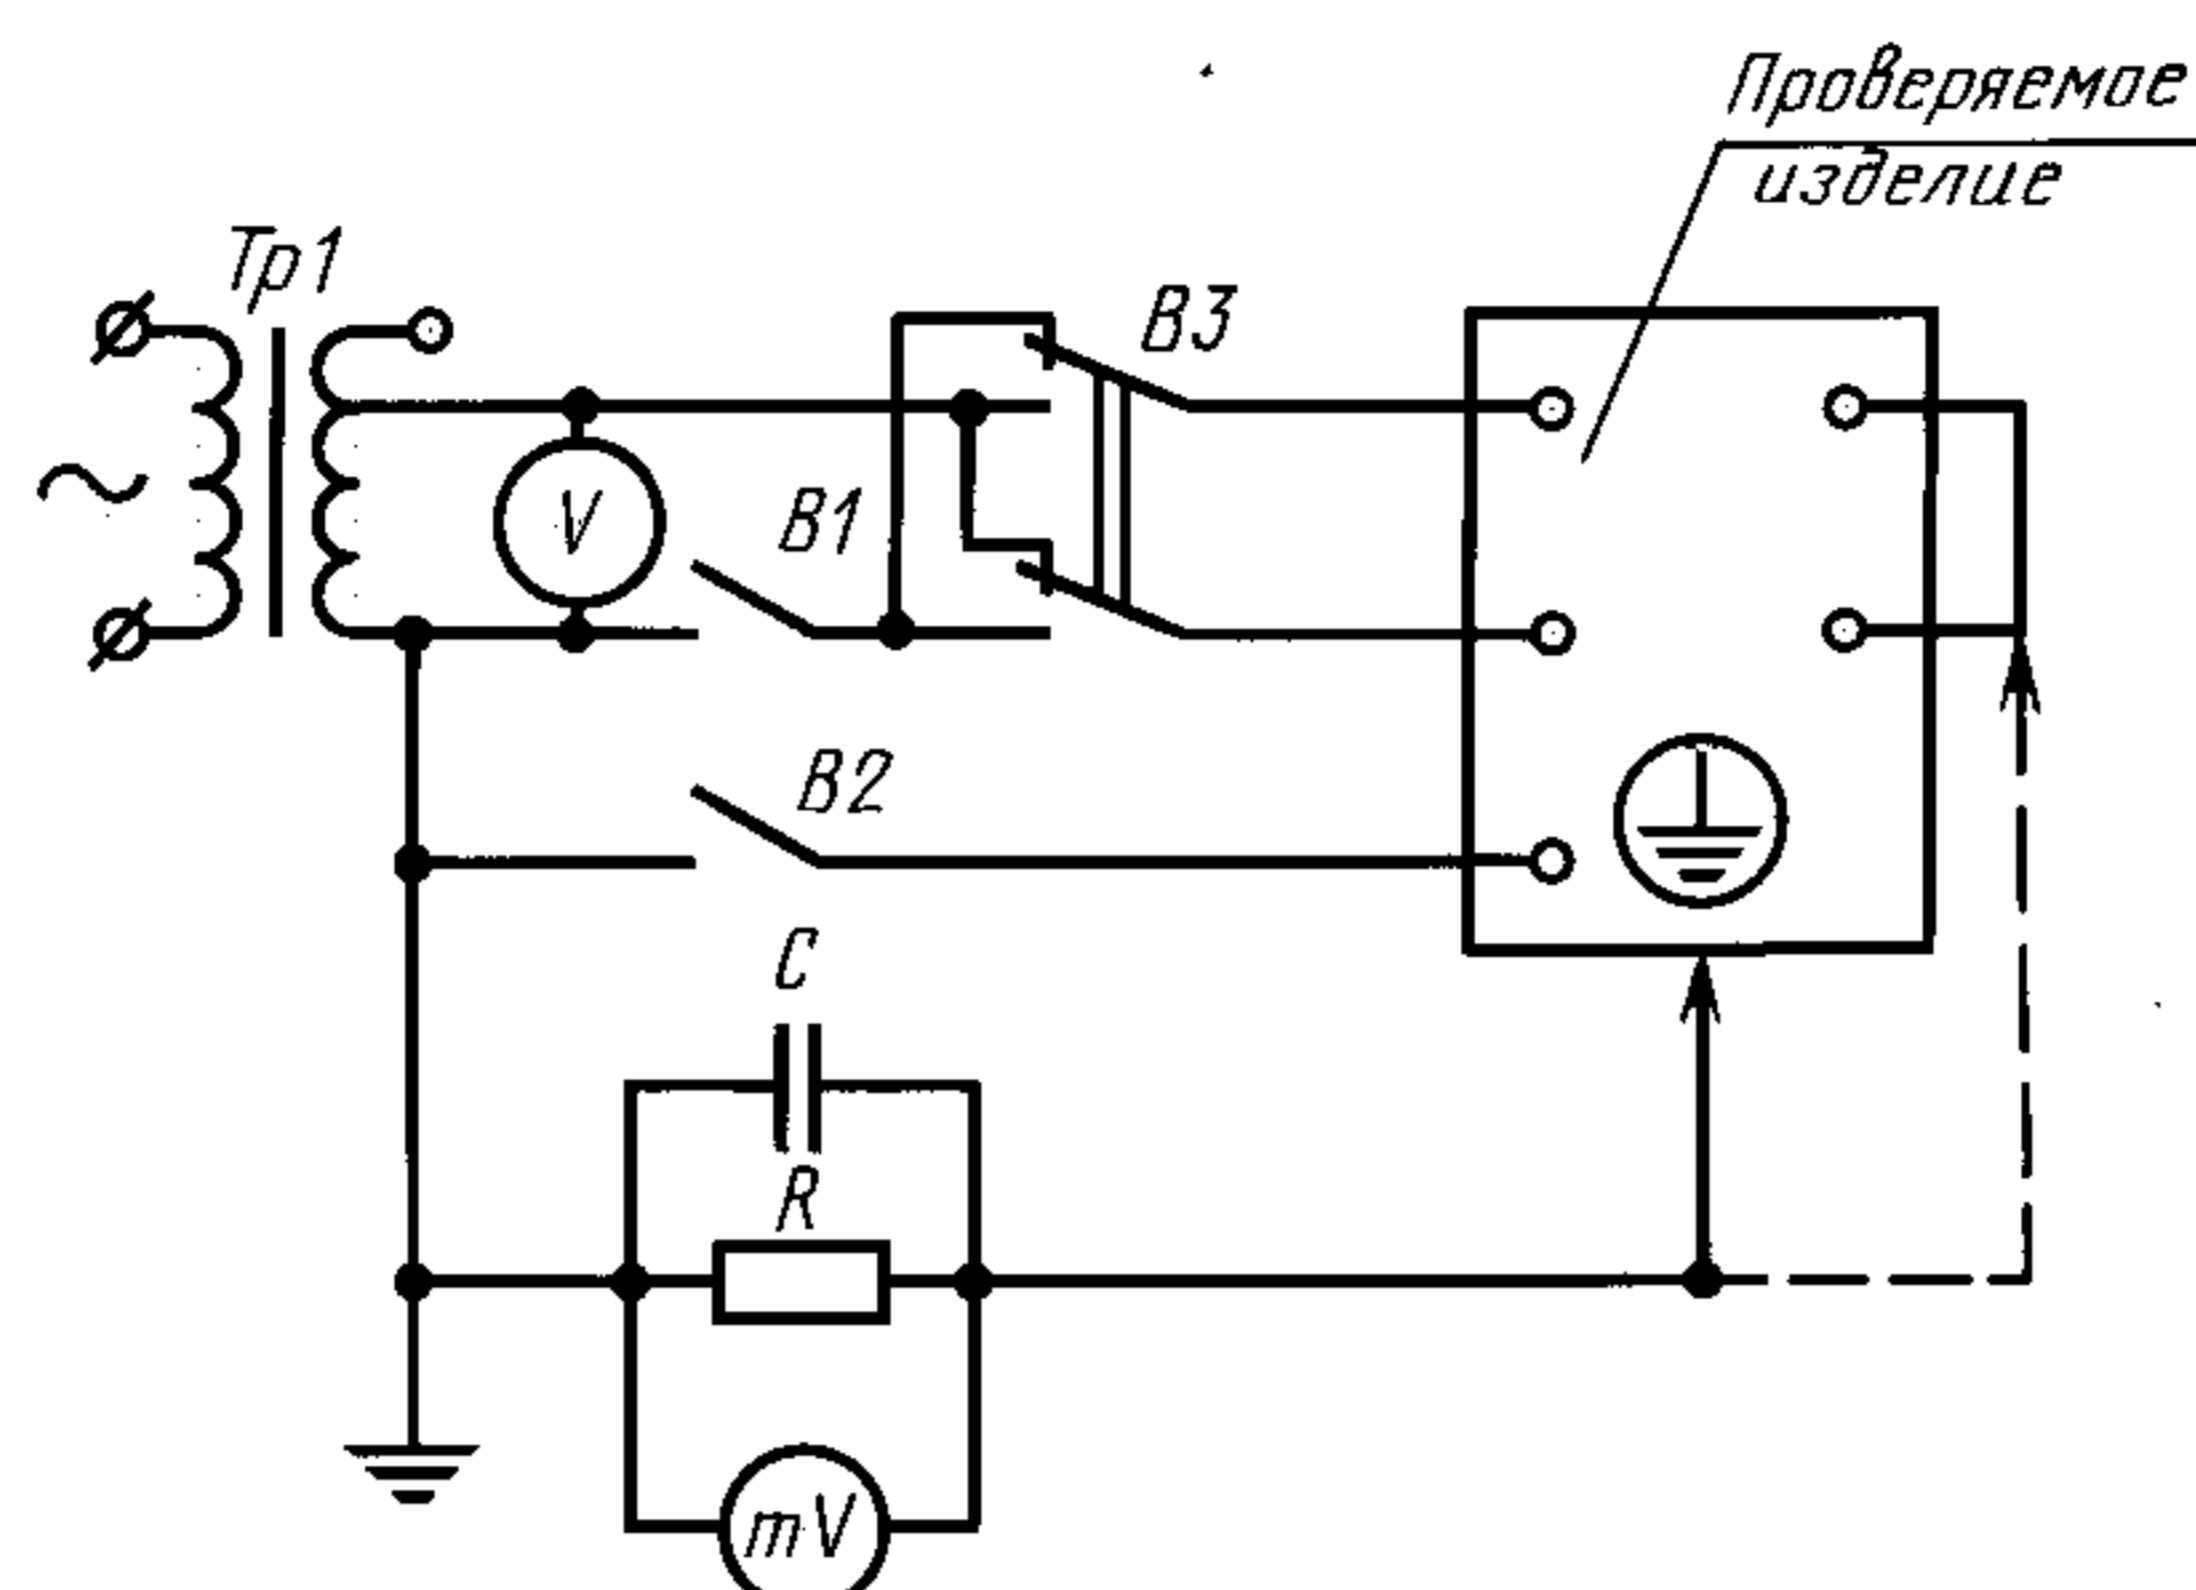 Проверяемое
изделие
Тр1
В3
V
В1
В2
C
R
mV